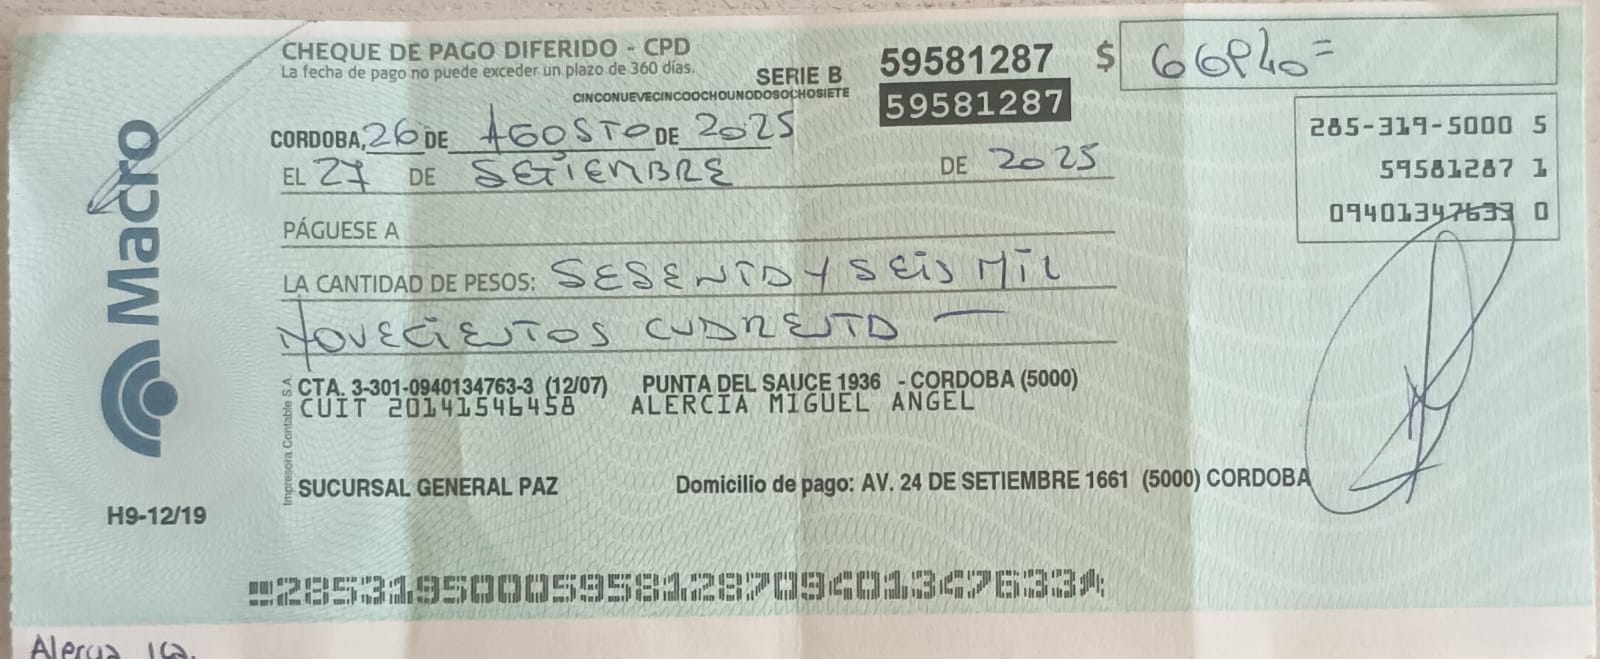 CHEQUE DE PAGO DIFERIDO - CPD
La fecha de pago no puede exceder un plazo de 360 días.
SERIE B
59581287
$ 66940=
CINCONUEVECINCOOCHOUNODOSOCHOSIETE
59581287
CORDOBA, 26 DE AGOSTO DE 2025
285-319-5000 5
EL 27 DE SETIEMBRE DE 2025
59581287 1
09401347633 0
PÁGUESE A
LA CANTIDAD DE PESOS: SESENTA Y SEIS MIL
NOVECIENTOS CUARENTA —
Macro
Impresora Contable S.A.
CTA. 3-301-0940134763-3 (12/07) PUNTA DEL SAUCE 1936 - CORDOBA (5000)
CUIT 20141546458 ALERCIA MIGUEL ANGEL
SUCURSAL GENERAL PAZ Domicilio de pago: AV. 24 DE SETIEMBRE 1661 (5000) CORDOBA
H9-12/19
28531950005958128709401347633
Alercia